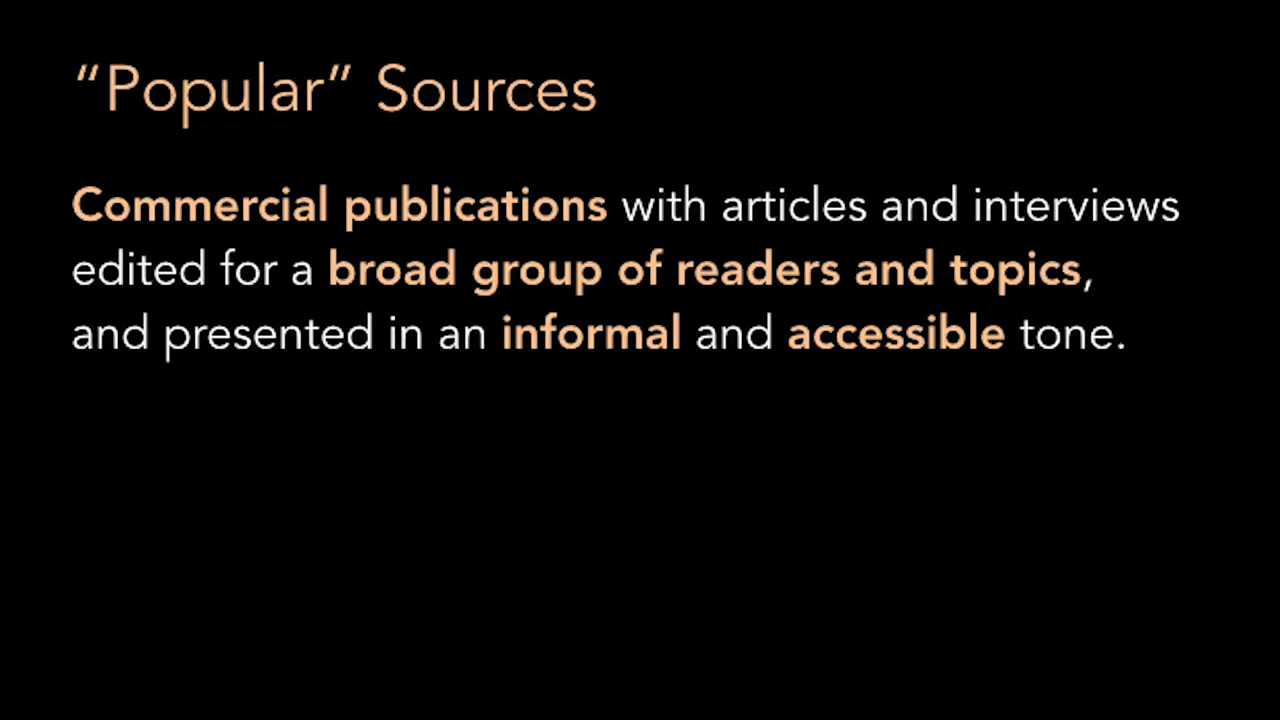 “Popular” Sources
Commercial publications with articles and interviews
edited for a broad group of readers and topics,
and presented in an informal and accessible tone.